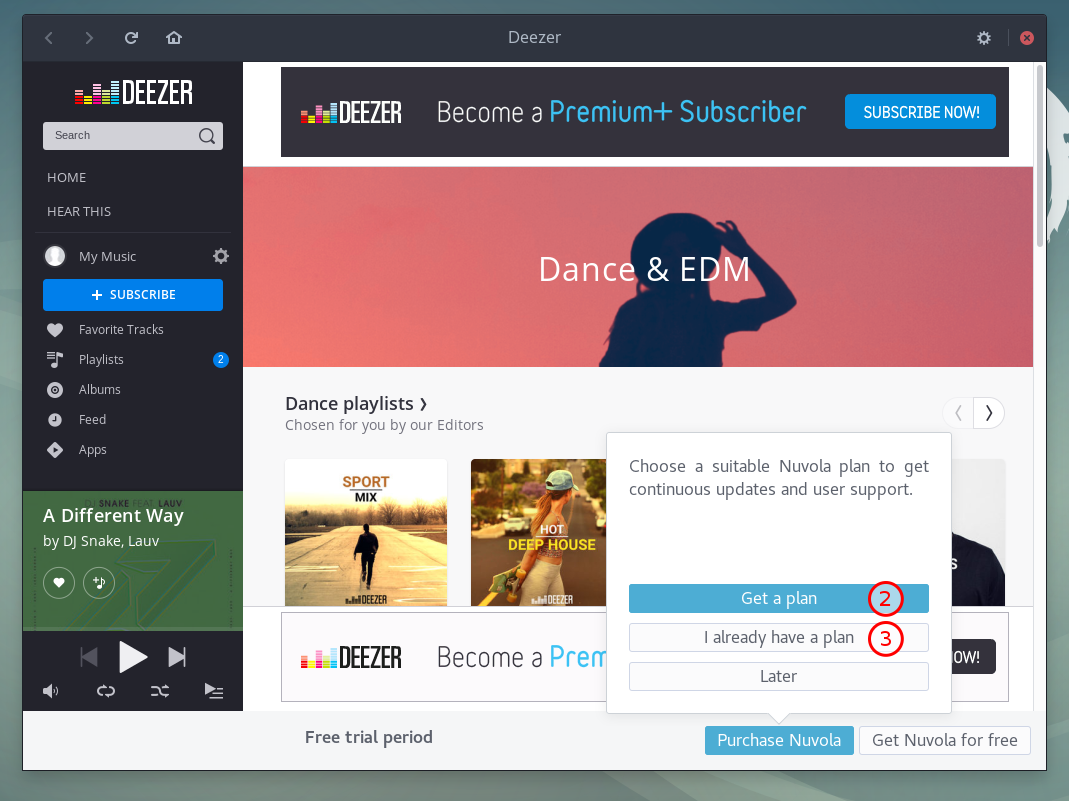 Deezer
DEEZER
Search
HOME
HEAR THIS
My Music
+ SUBSCRIBE
Favorite Tracks
Playlists 2
Albums
Feed
Apps
DJ SNAKE FEAT. LAUV
A Different Way
by DJ Snake, Lauv
DEEZER Become a Premium+ Subscriber SUBSCRIBE NOW!
Dance & EDM
Dance playlists ❯
Chosen for you by our Editors
SPORT
MIX
DEEZER
HOT
DEEP HOUSE
DEEZER
DEEZER Become a Prem
OW!
Choose a suitable Nuvola plan to get
continuous updates and user support.
Get a plan 2
I already have a plan 3
Later
Free trial period
Purchase Nuvola
Get Nuvola for free